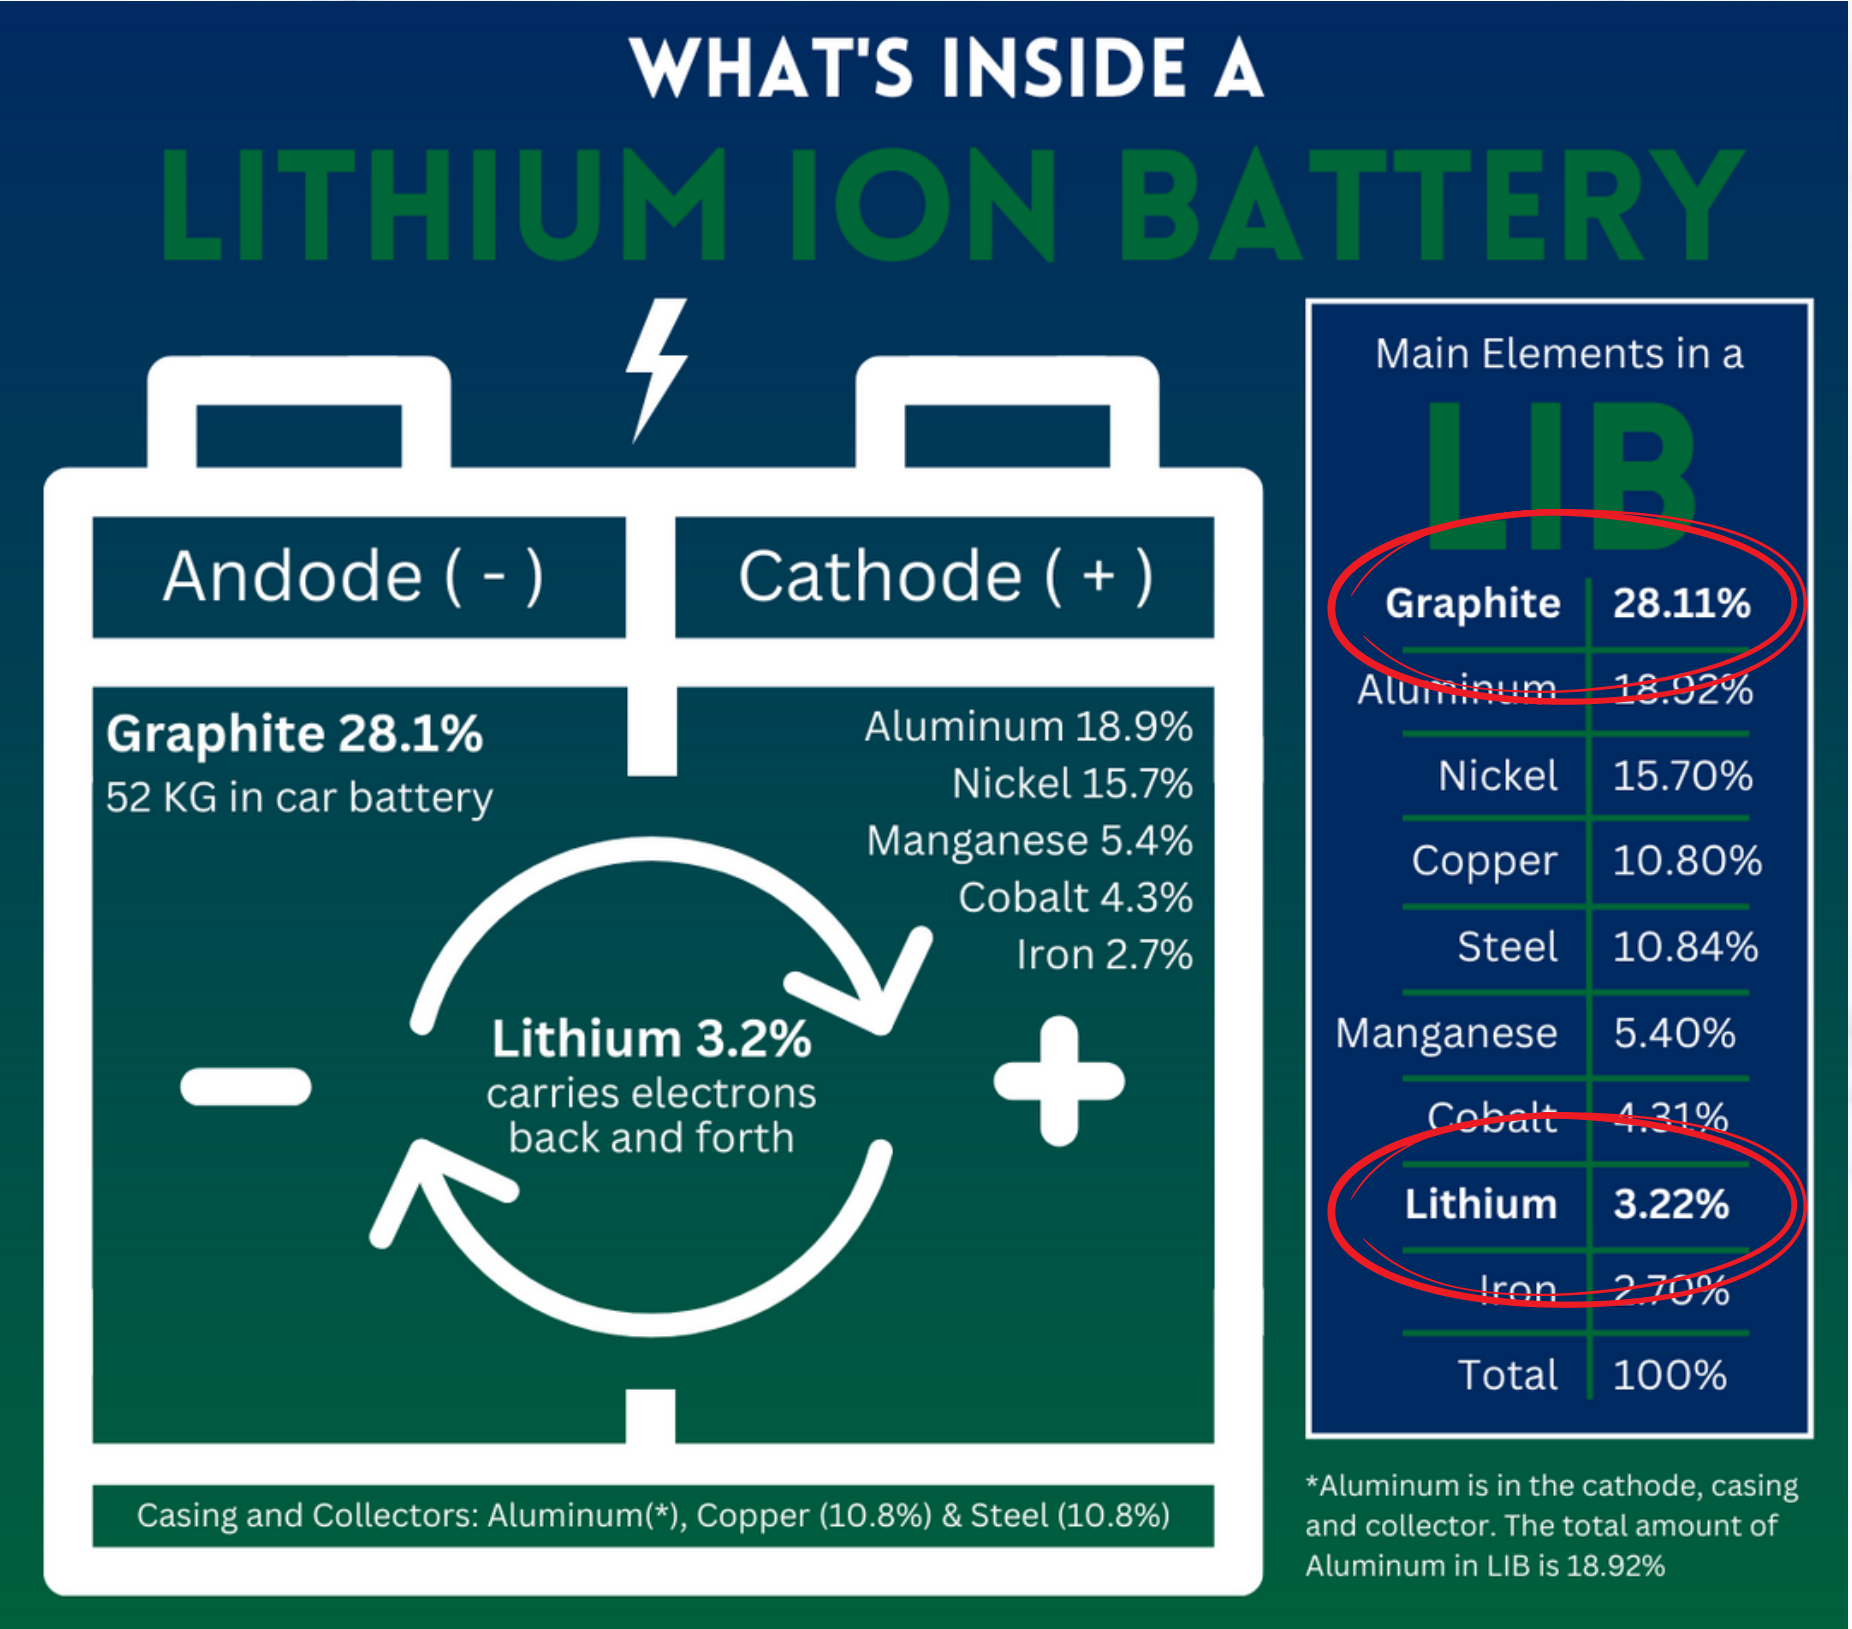 WHAT'S INSIDE A
LITHIUM ION BATTERY
Andode ( - )
Cathode ( + )
Graphite 28.1%
52 KG in car battery
Aluminum 18.9%
Nickel 15.7%
Manganese 5.4%
Cobalt 4.3%
Iron 2.7%
Lithium 3.2%
carries electrons
back and forth
Casing and Collectors: Aluminum(*), Copper (10.8%) & Steel (10.8%)
Main Elements in a
LIB
Graphite 28.11%
Aluminum 18.92%
Nickel 15.70%
Copper 10.80%
Steel 10.84%
Manganese 5.40%
Cobalt 4.31%
Lithium 3.22%
Iron 2.70%
Total 100%
*Aluminum is in the cathode, casing
and collector. The total amount of
Aluminum in LIB is 18.92%